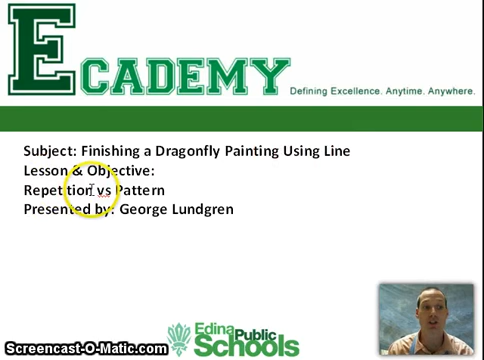 ECADEMY
Defining Excellence. Anytime. Anywhere.
Subject: Finishing a Dragonfly Painting Using Line
Lesson & Objective:
Repetition vs Pattern
Presented by: George Lundgren
Edina Public
Schools
Screencast-O-Matic.com